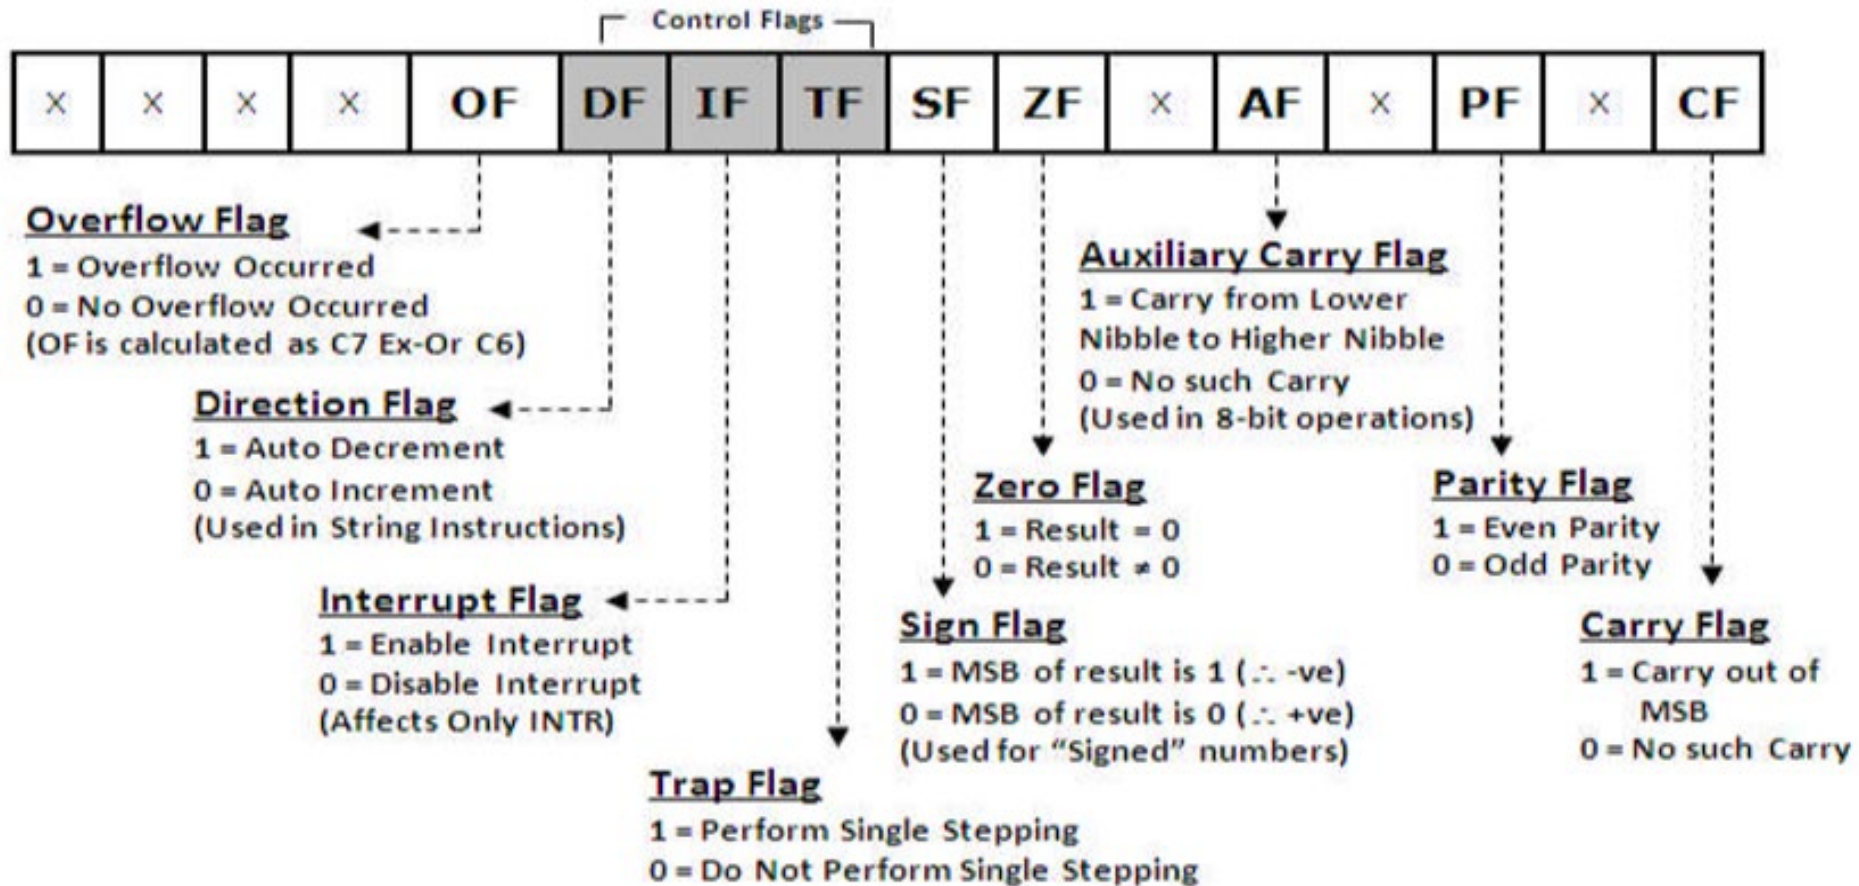 Control Flags
x x x x OF DF IF TF SF ZF x AF x PF x CF
Overflow Flag
1 = Overflow Occurred
0 = No Overflow Occurred
(OF is calculated as C7 Ex-Or C6)
Direction Flag
1 = Auto Decrement
0 = Auto Increment
(Used in String Instructions)
Interrupt Flag
1 = Enable Interrupt
0 = Disable Interrupt
(Affects Only INTR)
Trap Flag
1 = Perform Single Stepping
0 = Do Not Perform Single Stepping
Sign Flag
1 = MSB of result is 1 (∴ -ve)
0 = MSB of result is 0 (∴ +ve)
(Used for “Signed” numbers)
Zero Flag
1 = Result = 0
0 = Result ≠ 0
Auxiliary Carry Flag
1 = Carry from Lower
Nibble to Higher Nibble
0 = No such Carry
(Used in 8-bit operations)
Parity Flag
1 = Even Parity
0 = Odd Parity
Carry Flag
1 = Carry out of
MSB
0 = No such Carry